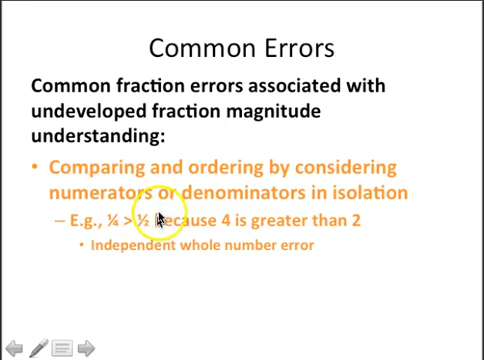 Common Errors
Common fraction errors associated with
undeveloped fraction magnitude
understanding:
• Comparing and ordering by considering
numerators or denominators in isolation
– E.g., ¼ > ½ because 4 is greater than 2
• Independent whole number error